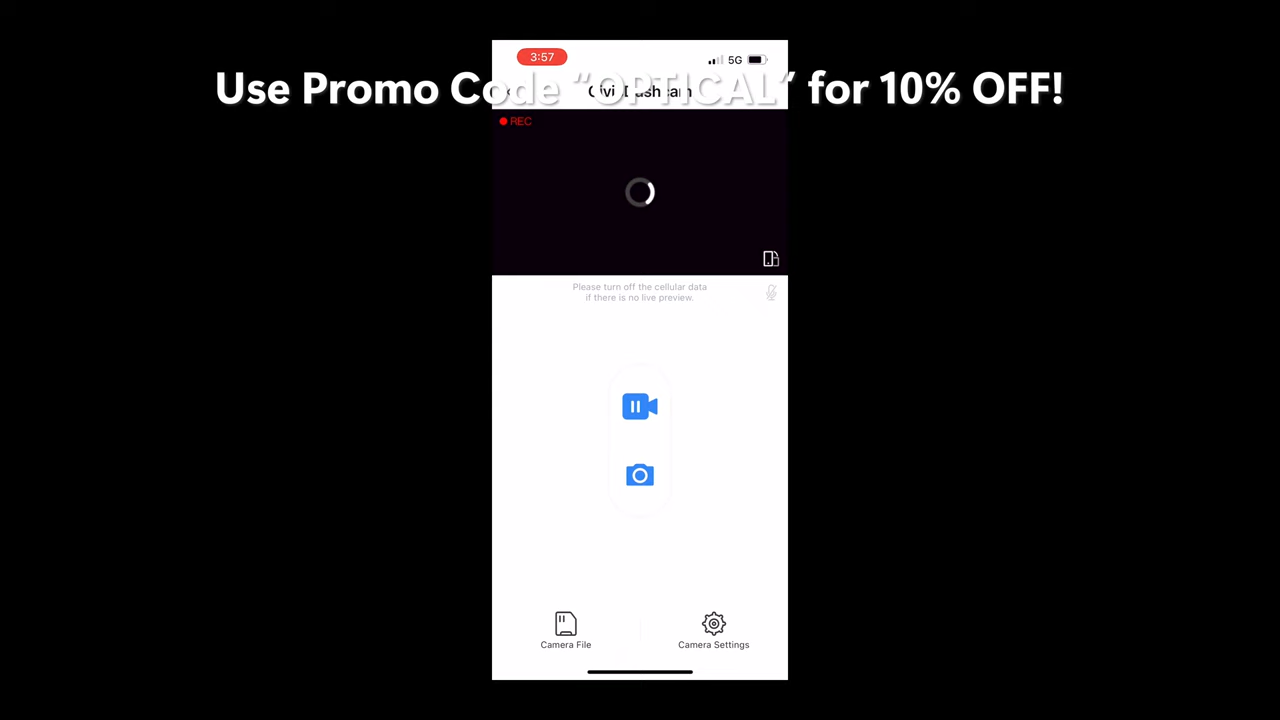 3:57
5G
Use Promo Code “OPTICAL” for 10% OFF!
REC
Please turn off the cellular data
if there is no live preview.
Camera File
Camera Settings